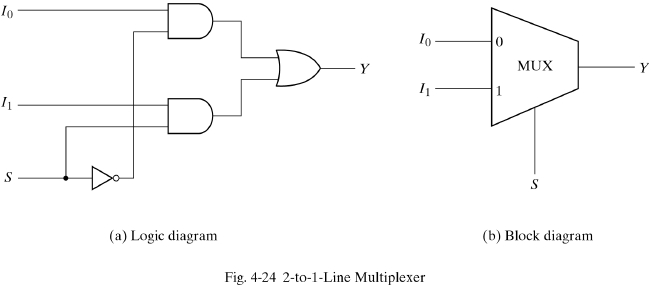 I0
I1
S
Y
(a) Logic diagram
I0
I1
0
1
MUX
Y
S
(b) Block diagram
Fig. 4-24 2-to-1-Line Multiplexer